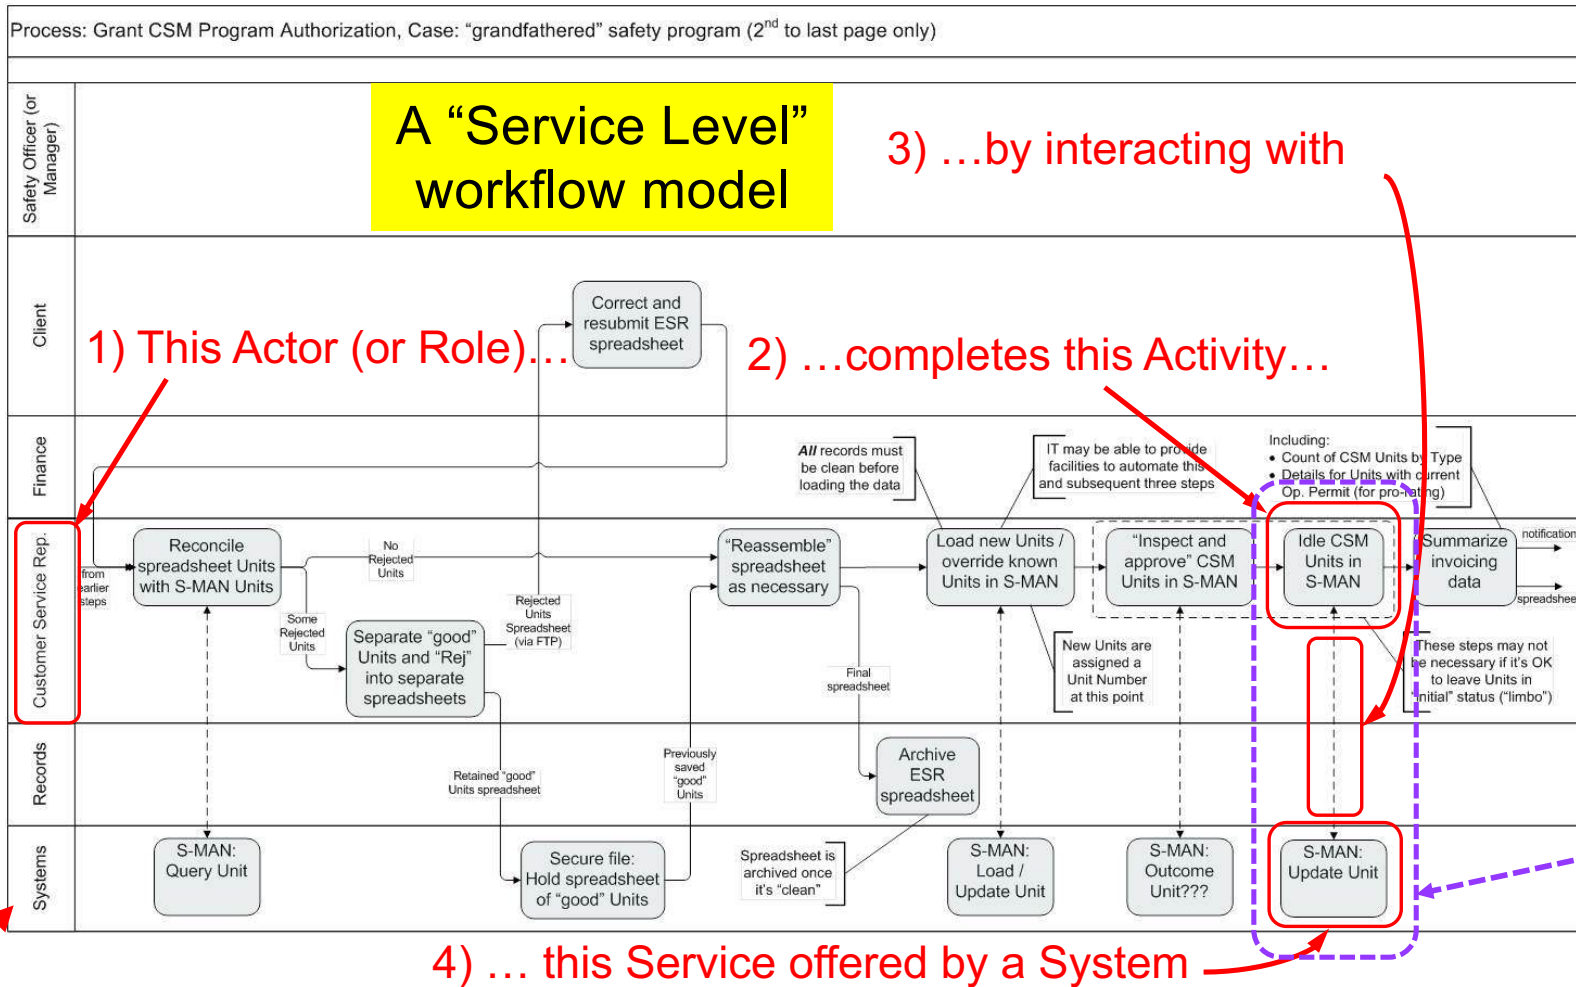 Process: Grant CSM Program Authorization, Case: “grandfathered” safety program (2nd to last page only)
Safety Officer (or
Manager)
A “Service Level”
workflow model
3) …by interacting with
Client
Correct and
resubmit ESR
spreadsheet
1) This Actor (or Role)…
2) …completes this Activity…
Finance
All records must
be clean before
loading the data
IT may be able to provide
facilities to automate this
and subsequent three steps
Including:
• Count of CSM Units by Type
• Details for Units with current
Op. Permit (for pro-rating)
Customer Service Rep.
from
earlier
steps
Reconcile
spreadsheet Units
with S-MAN Units
No
Rejected
Units
Some
Rejected
Units
Separate “good”
Units and “Rej”
into separate
spreadsheets
Rejected
Units
Spreadsheet
(via FTP)
“Reassemble”
spreadsheet
as necessary
Final
spreadsheet
Load new Units /
override known
Units in S-MAN
New Units are
assigned a
Unit Number
at this point
“Inspect and
approve” CSM
Units in S-MAN
Idle CSM
Units in
S-MAN
Summarize
invoicing
data
notification
spreadsheet
These steps may not
be necessary if it’s OK
to leave Units in
“initial” status (“limbo”)
Records
Retained “good”
Units spreadsheet
Previously
saved
“good”
Units
Archive
ESR
spreadsheet
Systems
S-MAN:
Query Unit
Secure file:
Hold spreadsheet
of “good” Units
Spreadsheet is
archived once
it’s “clean”
S-MAN:
Load /
Update Unit
S-MAN:
Outcome
Unit???
S-MAN:
Update Unit
4) … this Service offered by a System